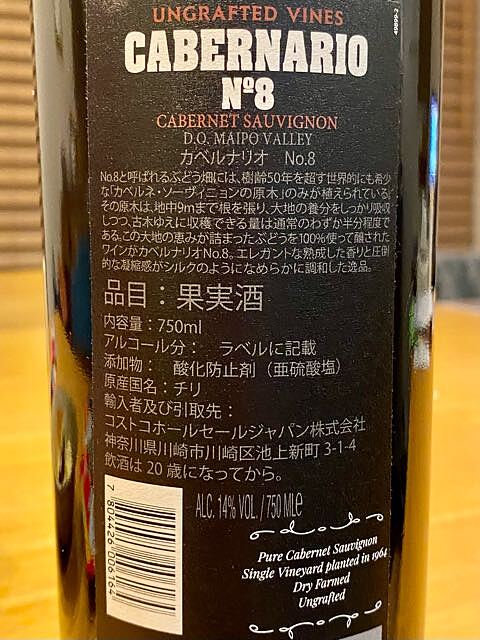 UNGRAFTED VINES
CABERNARIO
Nº8
CABERNET SAUVIGNON
D.O. MAIPO VALLEY
カベルナリオ No.8
No.8と呼ばれるぶどう畑には、樹齢50年を超す世界的にも希少
な「カベルネ・ソーヴィニョンの原木」のみが植えられている。
その原木は、地中9mまで根を張り、大地の養分をしっかり吸収
しつつ、古木ゆえに収穫できる量は通常のわずか半分程度で
ある。この大地の恵みが詰まったぶどうを100%使って醸された
ワインがカベルナリオNo.8。エレガントな熟成した香りと圧倒
的な凝縮感がシルクのようになめらかに調和した逸品。
品目：果実酒
内容量：750ml
アルコール分： ラベルに記載
添加物： 酸化防止剤（亜硫酸塩）
原産国名：チリ
輸入者及び引取先：
コストコホールセールジャパン株式会社
神奈川県川崎市川崎区池上新町3-1-4
飲酒は20歳になってから。
ALC. 14% VOL. / 750 MLe
7 804426 006164
Pure Cabernet Sauvignon
Single Vineyard planted in 1964
Dry Farmed
Ungrafted